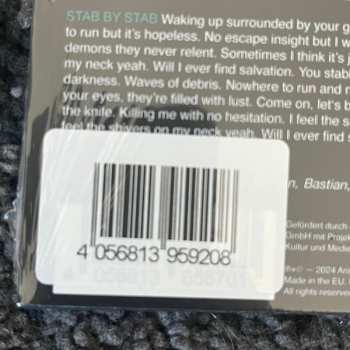 STAB BY STAB Waking up surrounded by your g
to run but it's hopeless. No escape insight but I w
demons they never relent. Sometimes I think it's j
my neck yeah. Will I ever find salvation. You stab
darkness. Waves of debris. Nowhere to run and n
your eyes, they're filled with lust. Come on, let's b
the knife. Killing me with no hesitation. I feel the s
feel the shivers on my neck yeah. Will I ever find s
n, Bastian,
Gefördert durch
GmbH mit Projek
Kultur und Medie
4 056813 959208
℗+© – 2024 Aris
Made in the EU.
All rights reserve